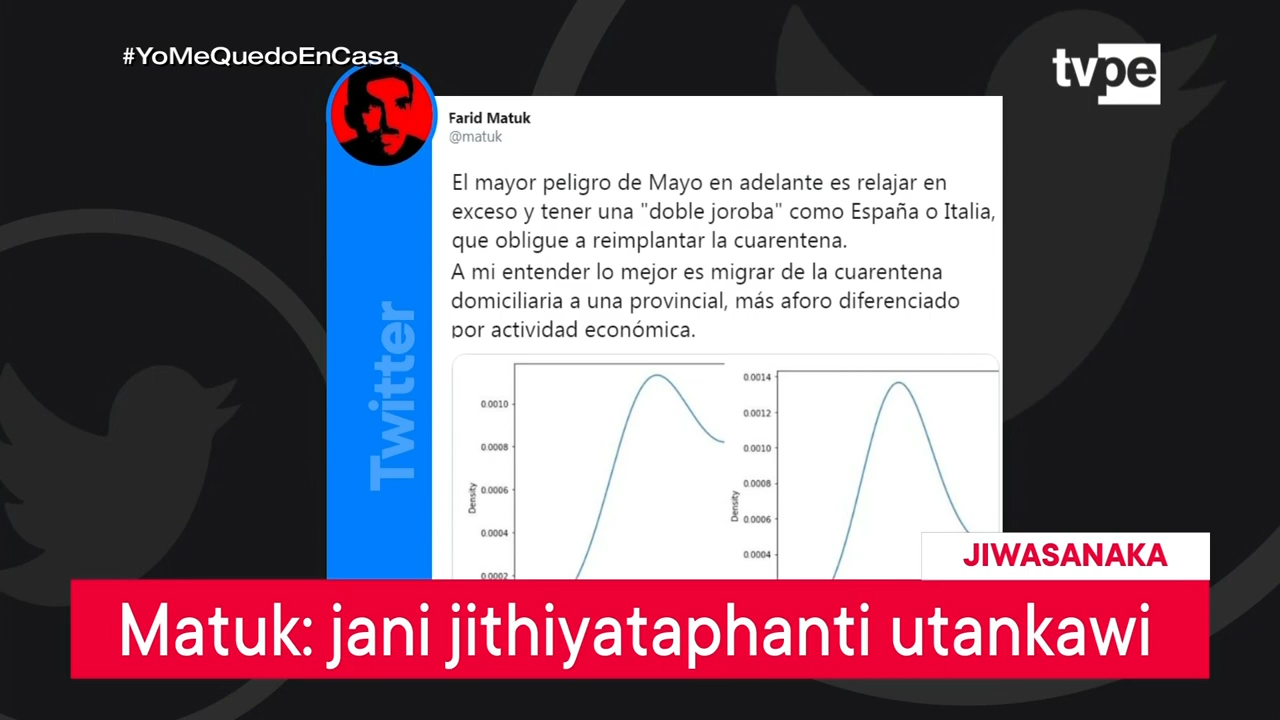 #YoMeQuedoEnCasa
tvpe
Farid Matuk
@matuk
El mayor peligro de Mayo en adelante es relajar en
exceso y tener una "doble joroba" como España o Italia,
que obligue a reimplantar la cuarentena.
A mi entender lo mejor es migrar de la cuarentena
domiciliaria a una provincial, más aforo diferenciado
por actividad económica.
Twitter
0.0010
0.0008
0.0006
0.0004
0.0002
Density
0.0014
0.0012
0.0010
0.0008
0.0006
0.0004
Density
JIWASANAKA
Matuk: jani jithiyataphanti utankawi